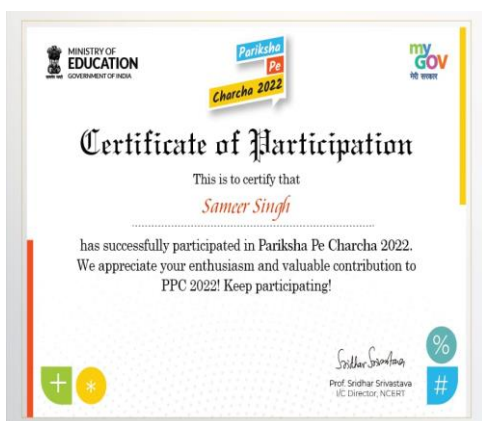 MINISTRY OF
EDUCATION
GOVERNMENT OF INDIA
Pariksha
Pe
Charcha 2022
my
GOV
मेरी सरकार
Certificate of Participation
This is to certify that
Sameer Singh
has successfully participated in Pariksha Pe Charcha 2022.
We appreciate your enthusiasm and valuable contribution to
PPC 2022! Keep participating!
Sridhar Srivastava
Prof. Sridhar Srivastava
I/C Director, NCERT
+
*
%
#